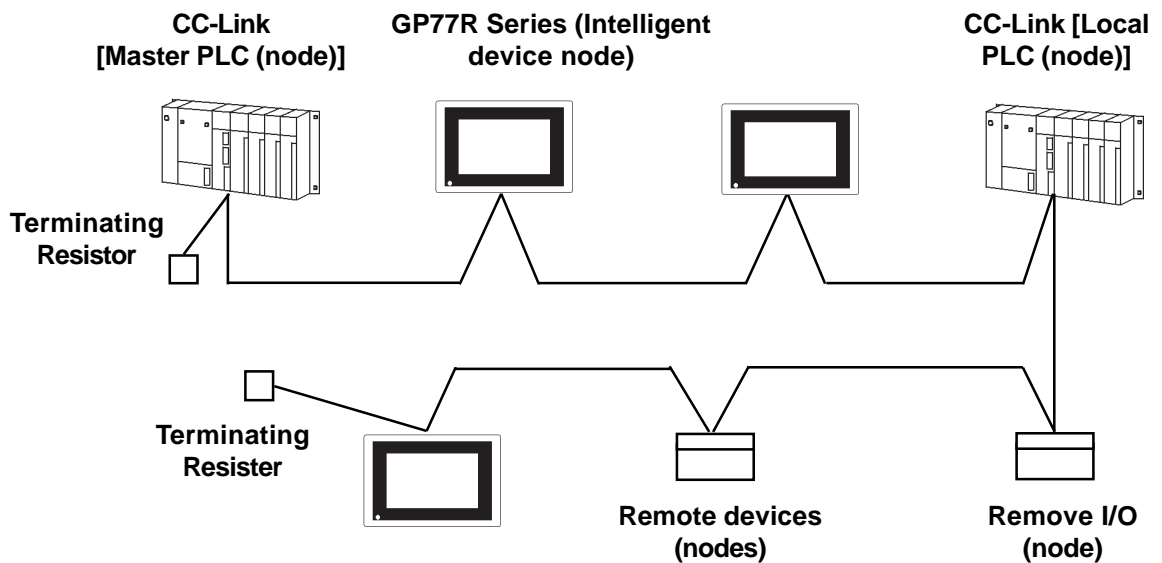 CC-Link
[Master PLC (node)]
GP77R Series (Intelligent
device node)
CC-Link [Local
PLC (node)]
Terminating
Resistor
Terminating
Resister
Remote devices
(nodes)
Remove I/O
(node)